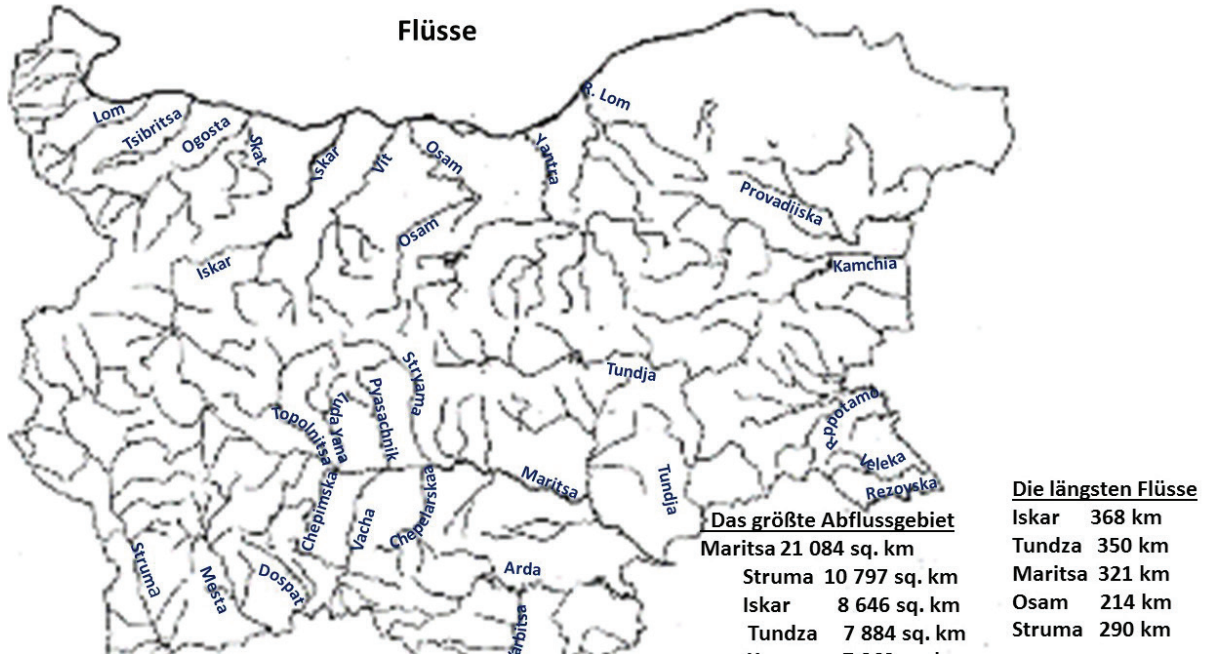 Flüsse
R. Lom
Lom
Tsibritsa
Ogosta
Skat
Iskar
Vit
Osam
Yantra
Provadiiska
Osam
Iskar
Kamchia
Tundja
Stryama
Pyasachnik
Luda Yana
Topolnitsa
R-ppotamo
Veleka
Rezovska
Maritsa
Tundja
Chepinska
Vacha
Chepelarskae
Struma
Mesta
Dospat
Arda
Varbitsa
Das größte Abflussgebiet
Maritsa 21 084 sq. km
Struma 10 797 sq. km
Iskar 8 646 sq. km
Tundza 7 884 sq. km
Die längsten Flüsse
Iskar 368 km
Tundza 350 km
Maritsa 321 km
Osam 214 km
Struma 290 km